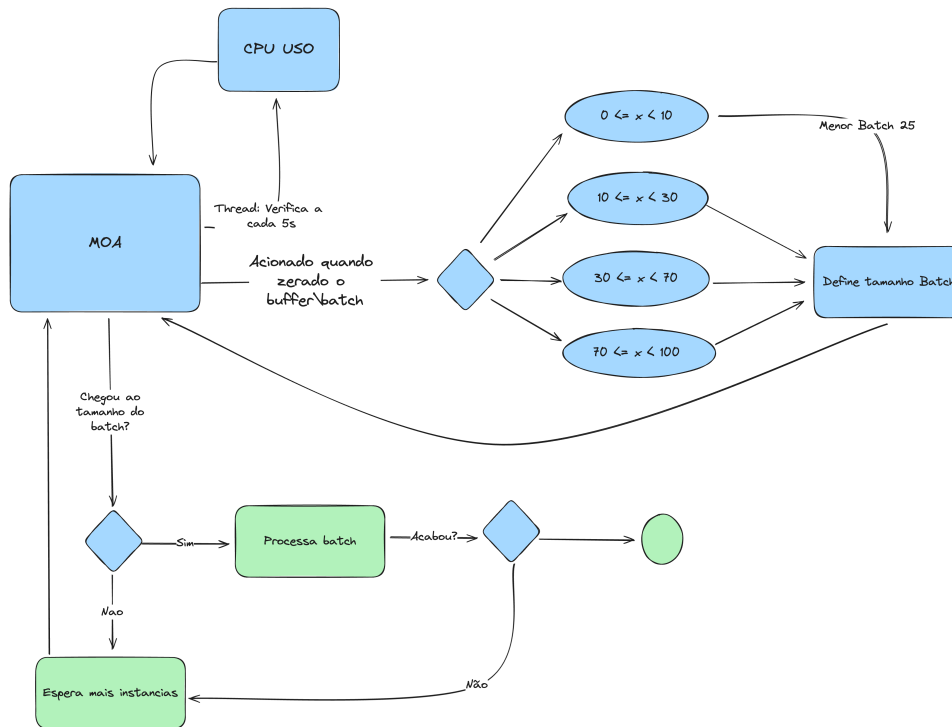 CPU USO
0 <= x < 10
Menor Batch 25
10 <= x < 30
Thread: Verifica a
cada 5s
MOA
Acionado quando
zerado o
buffer\batch
30 <= x < 70
Define tamanho Batch
70 <= x < 100
Chegou ao
tamanho do
batch?
Sim
Processa batch
Acabou?
Nao
Não
Espera mais instancias